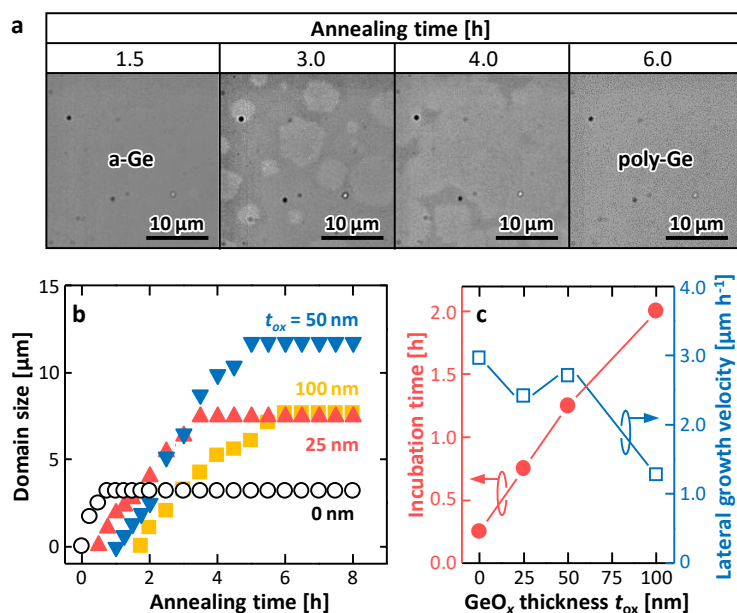 a
Annealing time [h]
1.5 3.0 4.0 6.0
a-Ge
poly-Ge
10 µm 10 µm 10 µm 10 µm
b
t_ox = 50 nm
100 nm
25 nm
0 nm
Domain size [µm]
15
10
5
0
0 2 4 6 8
Annealing time [h]
c
Incubation time [h]
2.0
1.5
1.0
0.5
0.0
Lateral growth velocity [µm h⁻¹]
4.0
3.0
2.0
1.0
0
0 25 50 75 100
GeOₓ thickness t_ox [nm]